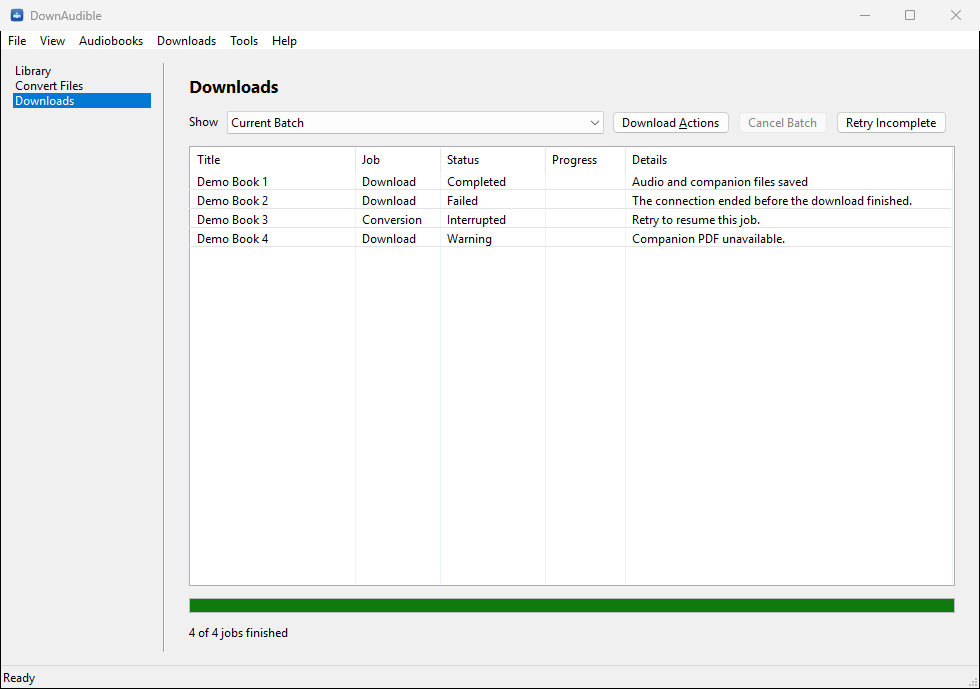 DownAudible
File View Audiobooks Downloads Tools Help
Library
Convert Files
Downloads
Downloads
Show Current Batch Download Actions Cancel Batch Retry Incomplete
Title Job Status Progress Details
Demo Book 1 Download Completed Audio and companion files saved
Demo Book 2 Download Failed The connection ended before the download finished.
Demo Book 3 Conversion Interrupted Retry to resume this job.
Demo Book 4 Download Warning Companion PDF unavailable.
4 of 4 jobs finished
Ready